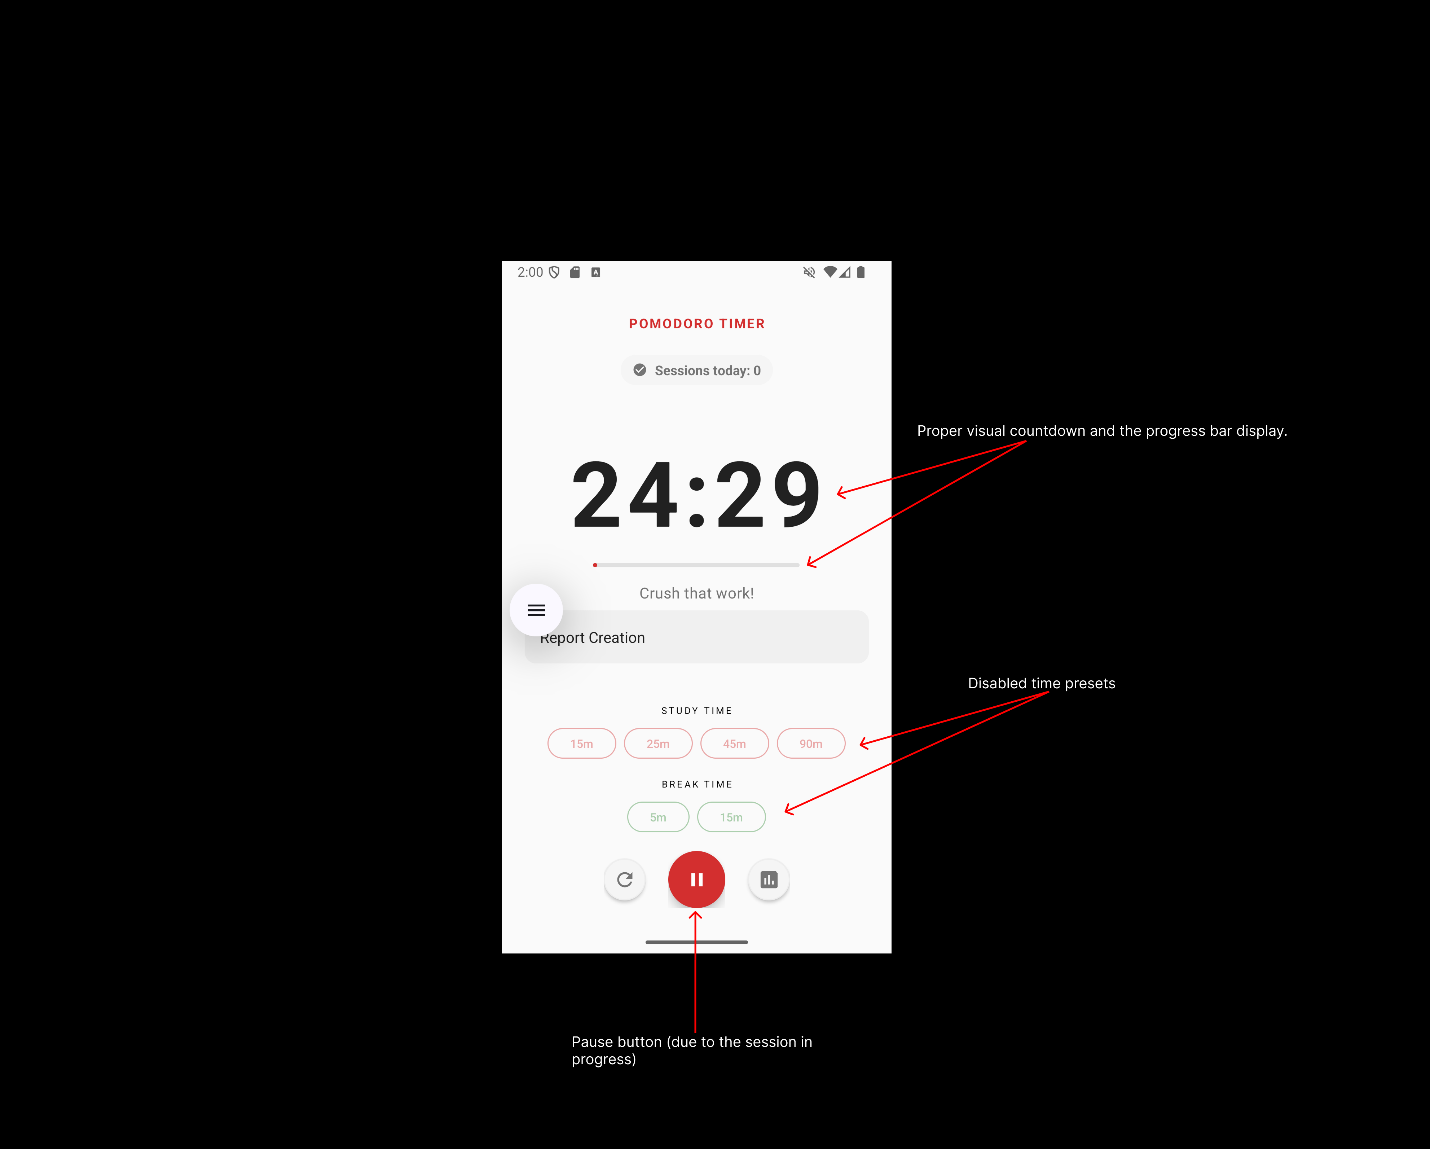 2:00
POMODORO TIMER
Sessions today: 0
Proper visual countdown and the progress bar display.
24:29
Crush that work!
Report Creation
Disabled time presets
STUDY TIME
15m 25m 45m 90m
BREAK TIME
5m 15m
Pause button (due to the session in
progress)